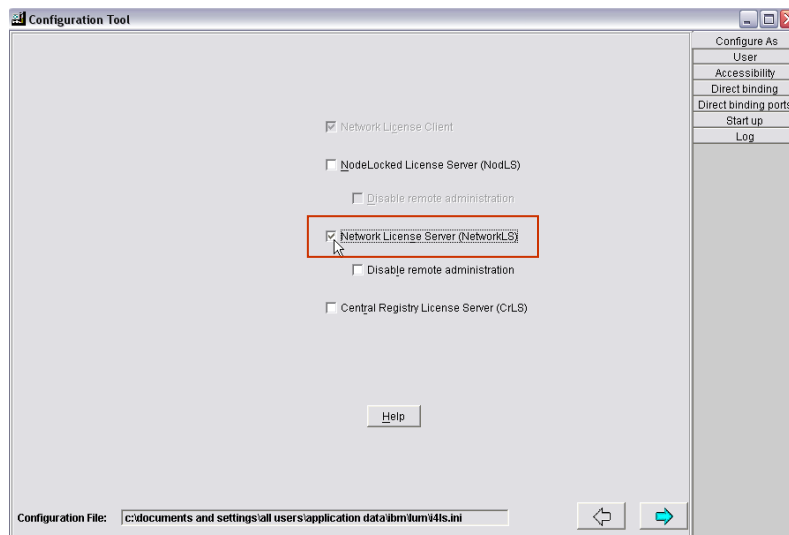 Configuration Tool
Configure As
User
Accessibility
Direct binding
Direct binding ports
Start up
Log
Network License Client
NodeLocked License Server (NodLS)
Disable remote administration
Network License Server (NetworkLS)
Disable remote administration
Central Registry License Server (CrLS)
Help
Configuration File: c:\documents and settings\all users\application data\ibm\lum\i4ls.ini